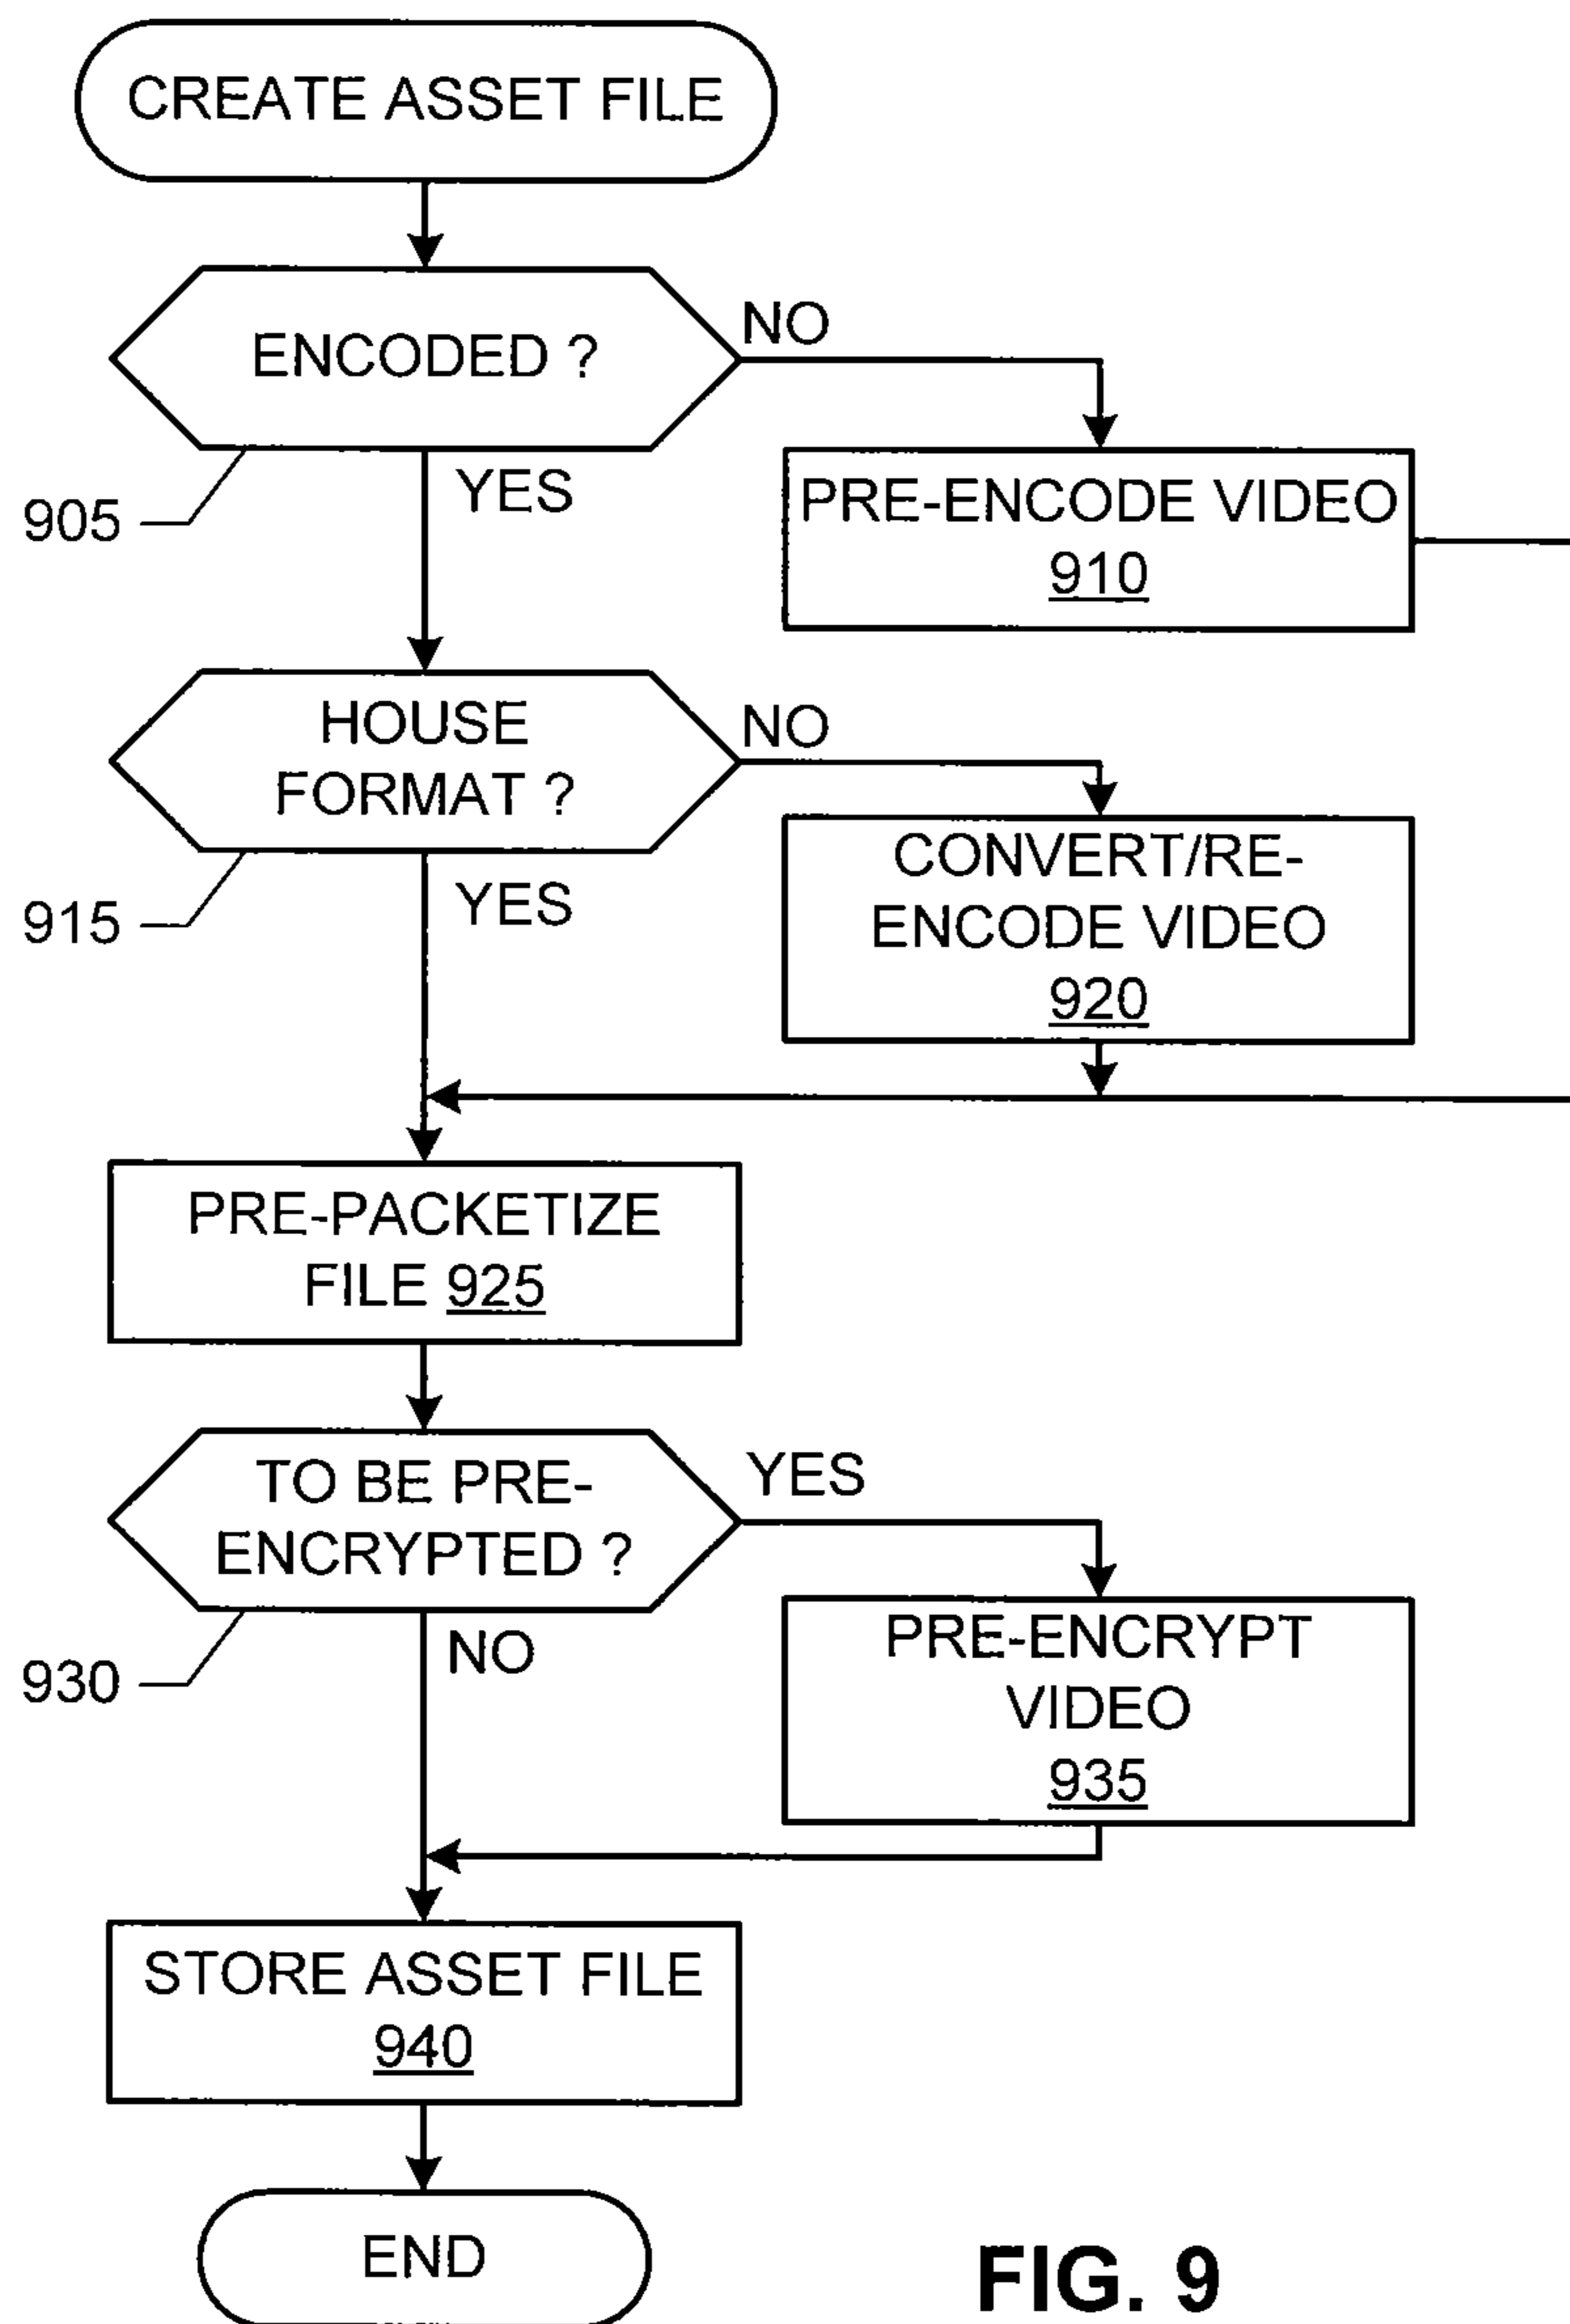 CREATE ASSET FILE
ENCODED ?
NO
YES
905
PRE-ENCODE VIDEO
910
HOUSE
FORMAT ?
NO
YES
915
CONVERT/RE-
ENCODE VIDEO
920
PRE-PACKETIZE
FILE 925
TO BE PRE-
ENCRYPTED ?
YES
NO
930
PRE-ENCRYPT
VIDEO
935
STORE ASSET FILE
940
END
FIG. 9